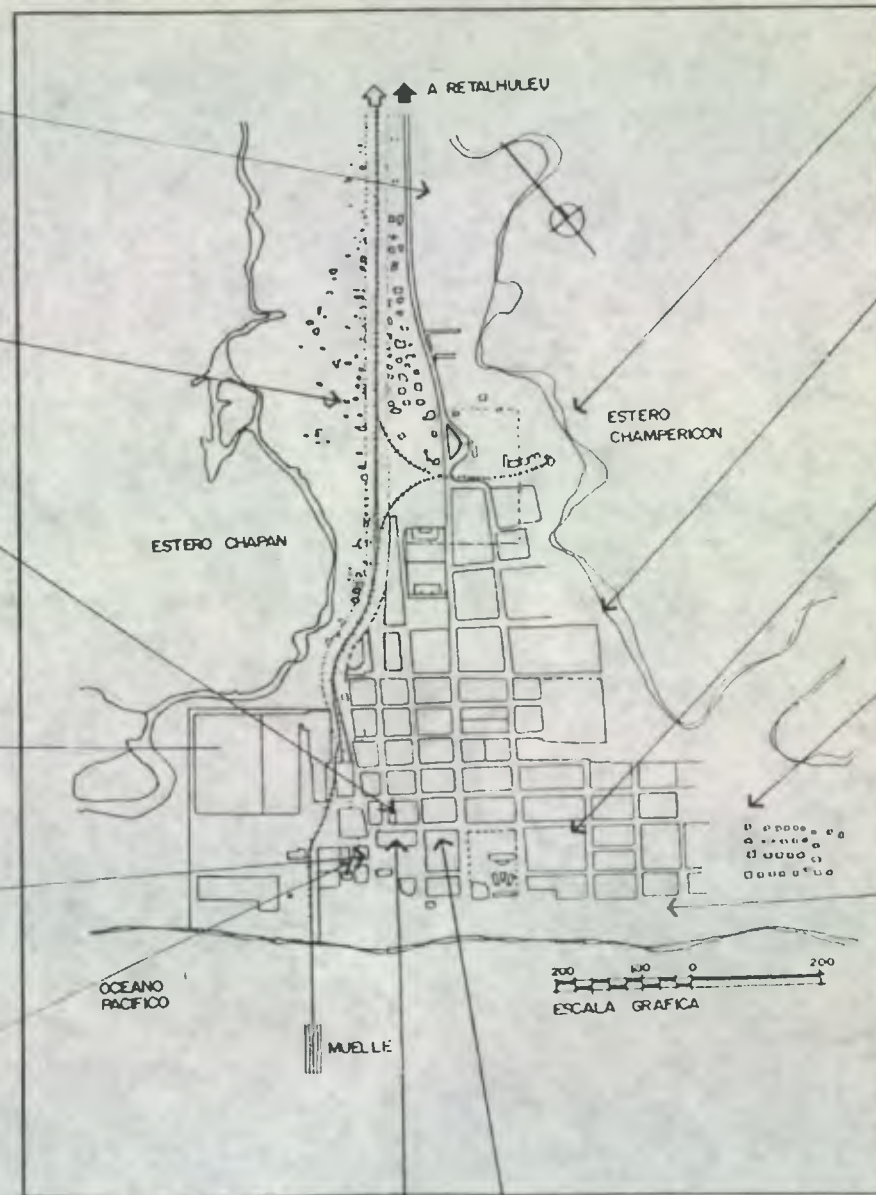 A RETALHULEU
ESTERO
CHAMPERICON
ESTERO CHAPAN
OCEANO
PACIFICO
200 100 0 200
ESCALA GRAFICA
MUELLE